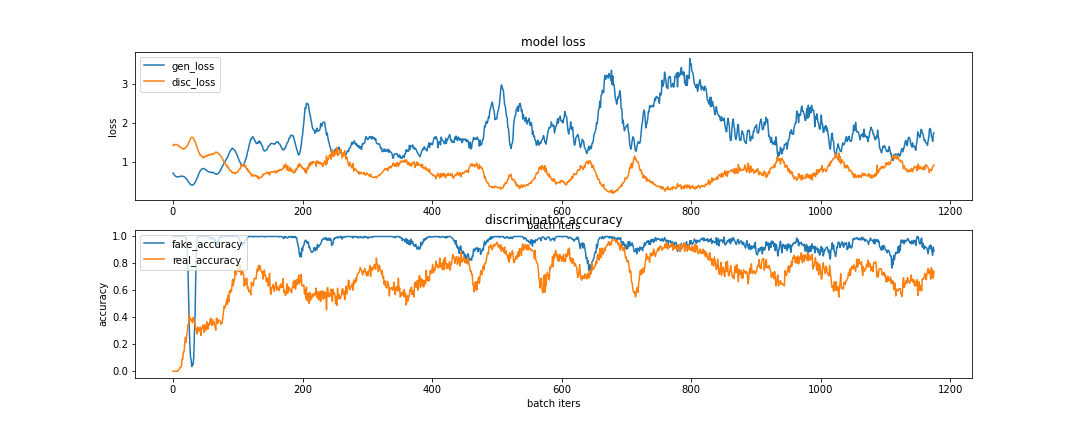 model loss
gen_loss
disc_loss
3
2
1
loss
0
200
400
600
800
1000
1200
batch iters
discriminator accuracy
fake_accuracy
real_accuracy
1.0
0.8
0.6
0.4
0.2
0.0
accuracy
0
200
400
600
800
1000
1200
batch iters